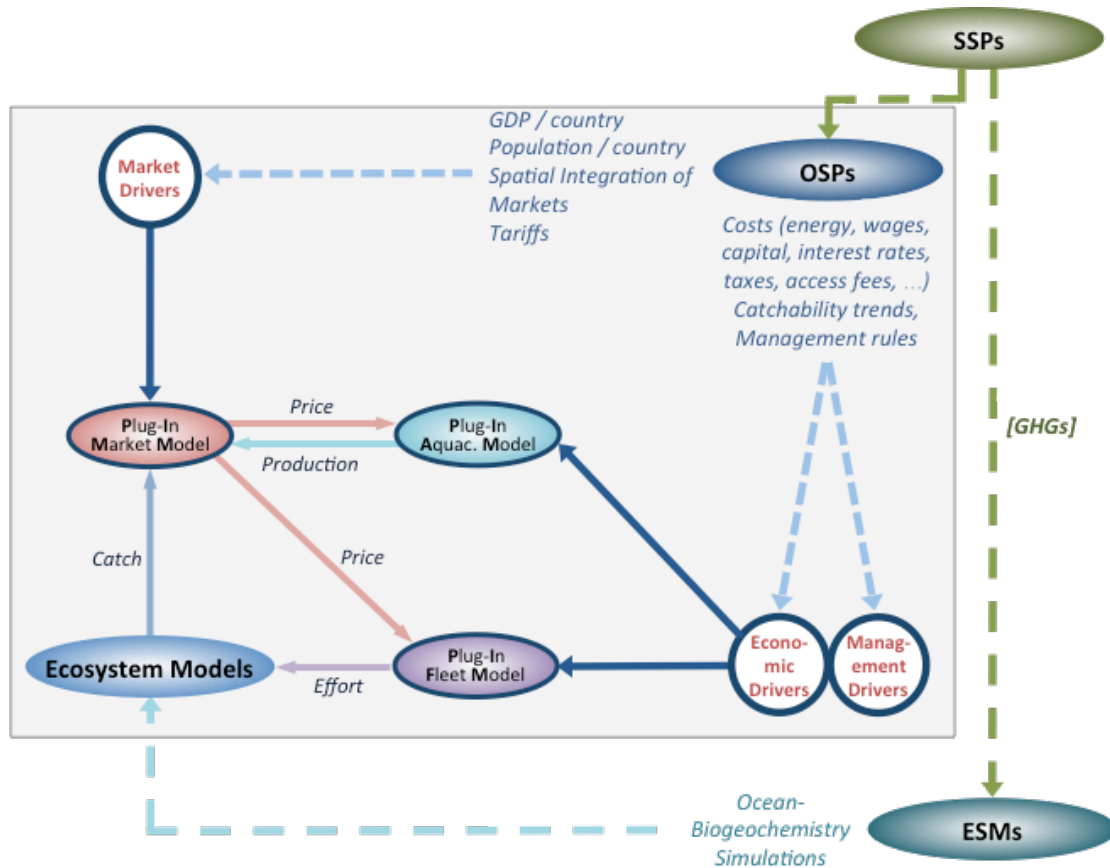 SSPs
GDP / country
Population / country
Spatial Integration of
Markets
Tariffs
Market
Drivers
OSPs
Costs (energy, wages,
capital, interest rates,
taxes, access fees, ...)
Catchability trends,
Management rules
Plug-In
Market Model
Price
Production
Plug-In
Aquac. Model
[GHGs]
Catch
Price
Ecosystem Models
Effort
Plug-In
Fleet Model
Econo-
mic
Drivers
Manag-
ement
Drivers
Ocean-
Biogeochemistry
Simulations
ESMs